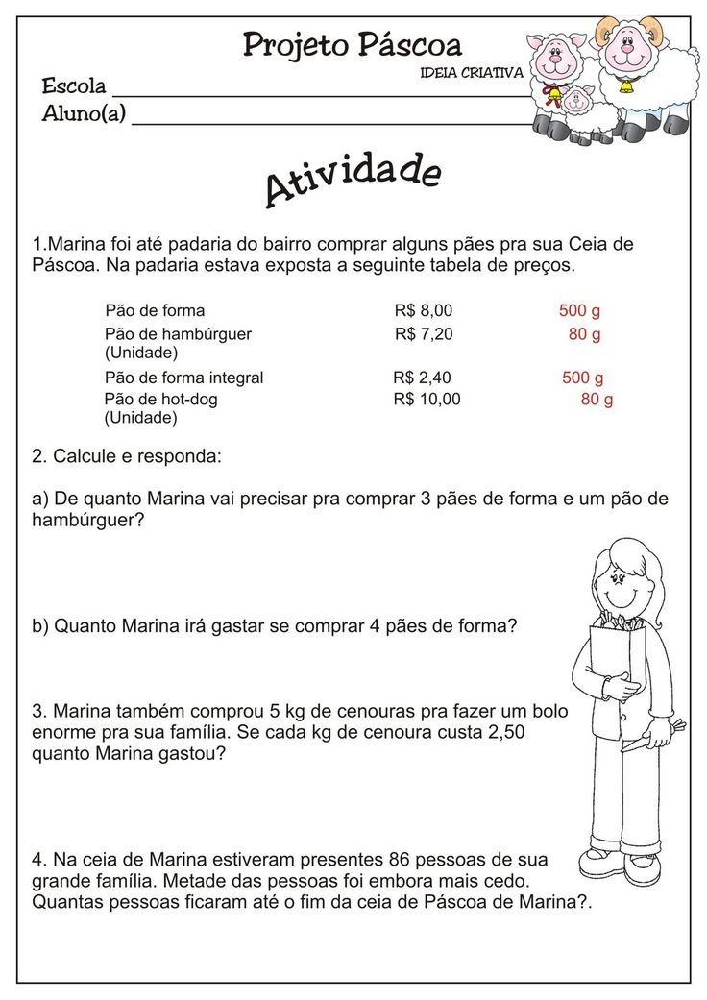 Projeto Páscoa
IDEIA CRIATIVA
Escola
Aluno(a)
Atividade
1.Marina foi até padaria do bairro comprar alguns pães pra sua Ceia de
Páscoa. Na padaria estava exposta a seguinte tabela de preços.
Pão de forma R$ 8,00 500 g
Pão de hambúrguer R$ 7,20 80 g
(Unidade)
Pão de forma integral R$ 2,40 500 g
Pão de hot-dog R$ 10,00 80 g
(Unidade)
2. Calcule e responda:
a) De quanto Marina vai precisar pra comprar 3 pães de forma e um pão de
hambúrguer?
b) Quanto Marina irá gastar se comprar 4 pães de forma?
3. Marina também comprou 5 kg de cenouras pra fazer um bolo
enorme pra sua família. Se cada kg de cenoura custa 2,50
quanto Marina gastou?
4. Na ceia de Marina estiveram presentes 86 pessoas de sua
grande família. Metade das pessoas foi embora mais cedo.
Quantas pessoas ficaram até o fim da ceia de Páscoa de Marina?.